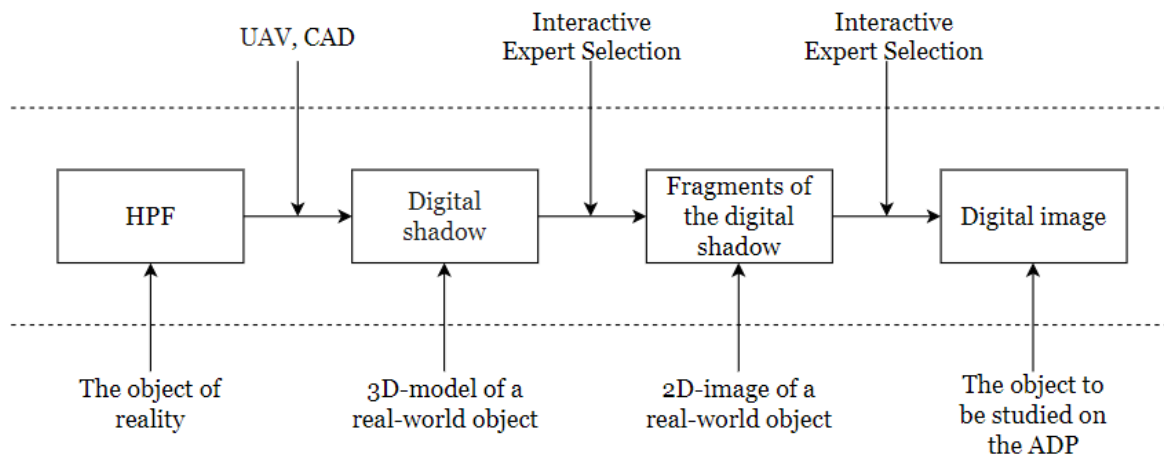 UAV, CAD
Interactive
Expert Selection
Interactive
Expert Selection
HPF
Digital
shadow
Fragments of
the digital
shadow
Digital image
The object of
reality
3D-model of a
real-world object
2D-image of a
real-world object
The object to
be studied on
the ADP